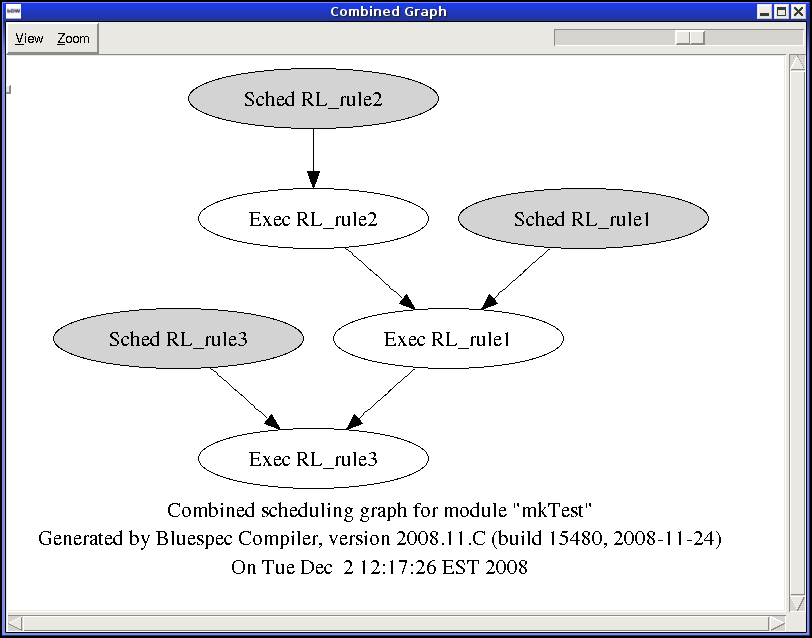 Combined Graph
View Zoom
Sched RL_rule2
Exec RL_rule2
Sched RL_rule1
Sched RL_rule3
Exec RL_rule1
Exec RL_rule3
Combined scheduling graph for module "mkTest"
Generated by Bluespec Compiler, version 2008.11.C (build 15480, 2008-11-24)
On Tue Dec  2 12:17:26 EST 2008